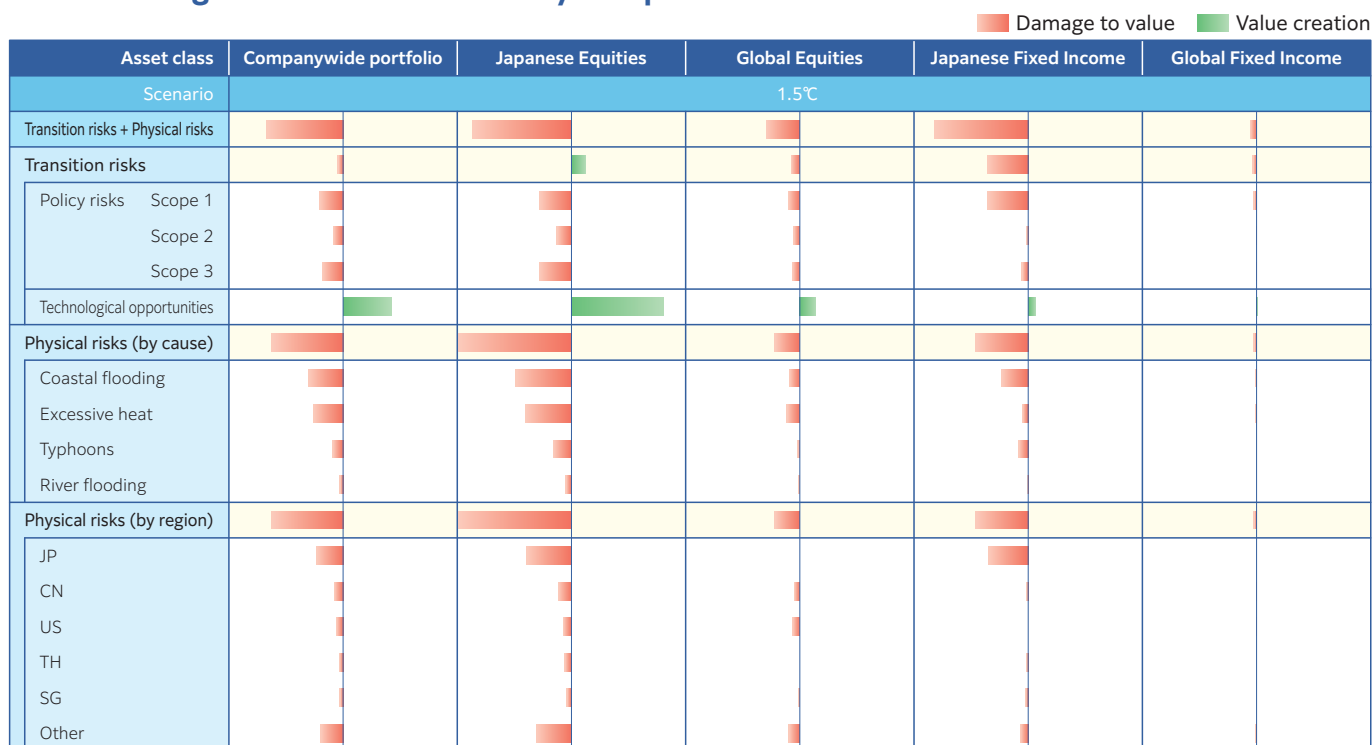 Damage to value Value creation
Asset class Companywide portfolio Japanese Equities Global Equities Japanese Fixed Income Global Fixed Income
Scenario 1.5℃
Transition risks + Physical risks
Transition risks
Policy risks Scope 1
Scope 2
Scope 3
Technological opportunities
Physical risks (by cause)
Coastal flooding
Excessive heat
Typhoons
River flooding
Physical risks (by region)
JP
CN
US
TH
SG
Other